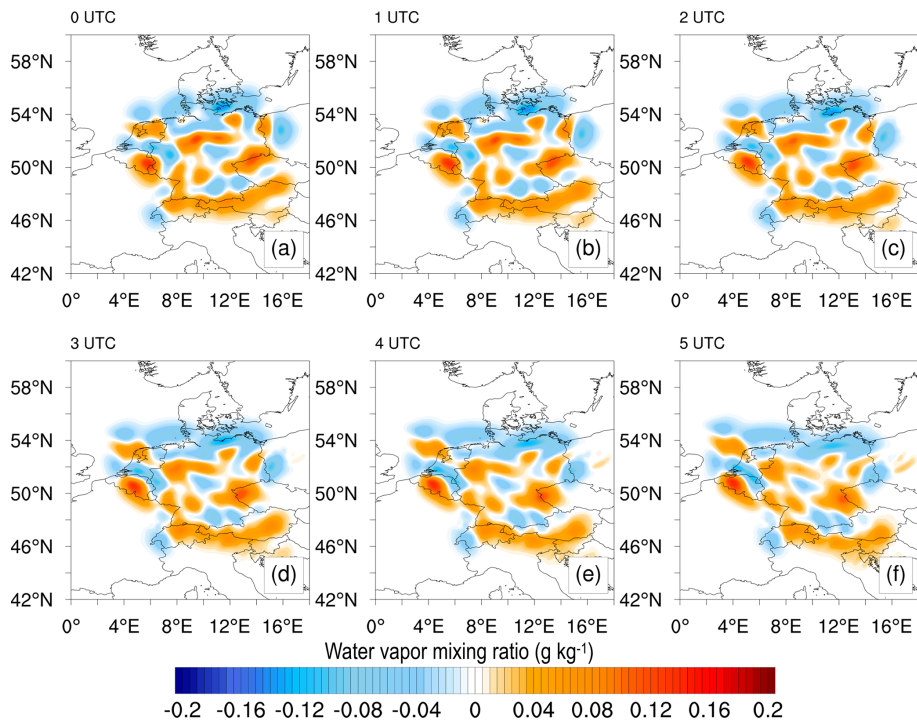 0 UTC 1 UTC 2 UTC
58°N 58°N 58°N
54°N 54°N 54°N
50°N 50°N 50°N
46°N 46°N 46°N
(a) (b) (c)
42°N 42°N 42°N
0° 4°E 8°E 12°E 16°E 0° 4°E 8°E 12°E 16°E 0° 4°E 8°E 12°E 16°E
3 UTC 4 UTC 5 UTC
58°N 58°N 58°N
54°N 54°N 54°N
50°N 50°N 50°N
46°N 46°N 46°N
(d) (e) (f)
42°N 42°N 42°N
0° 4°E 8°E 12°E 16°E 0° 4°E 8°E 12°E 16°E 0° 4°E 8°E 12°E 16°E
Water vapor mixing ratio (g kg⁻¹)
-0.2 -0.16 -0.12 -0.08 -0.04 0 0.04 0.08 0.12 0.16 0.2